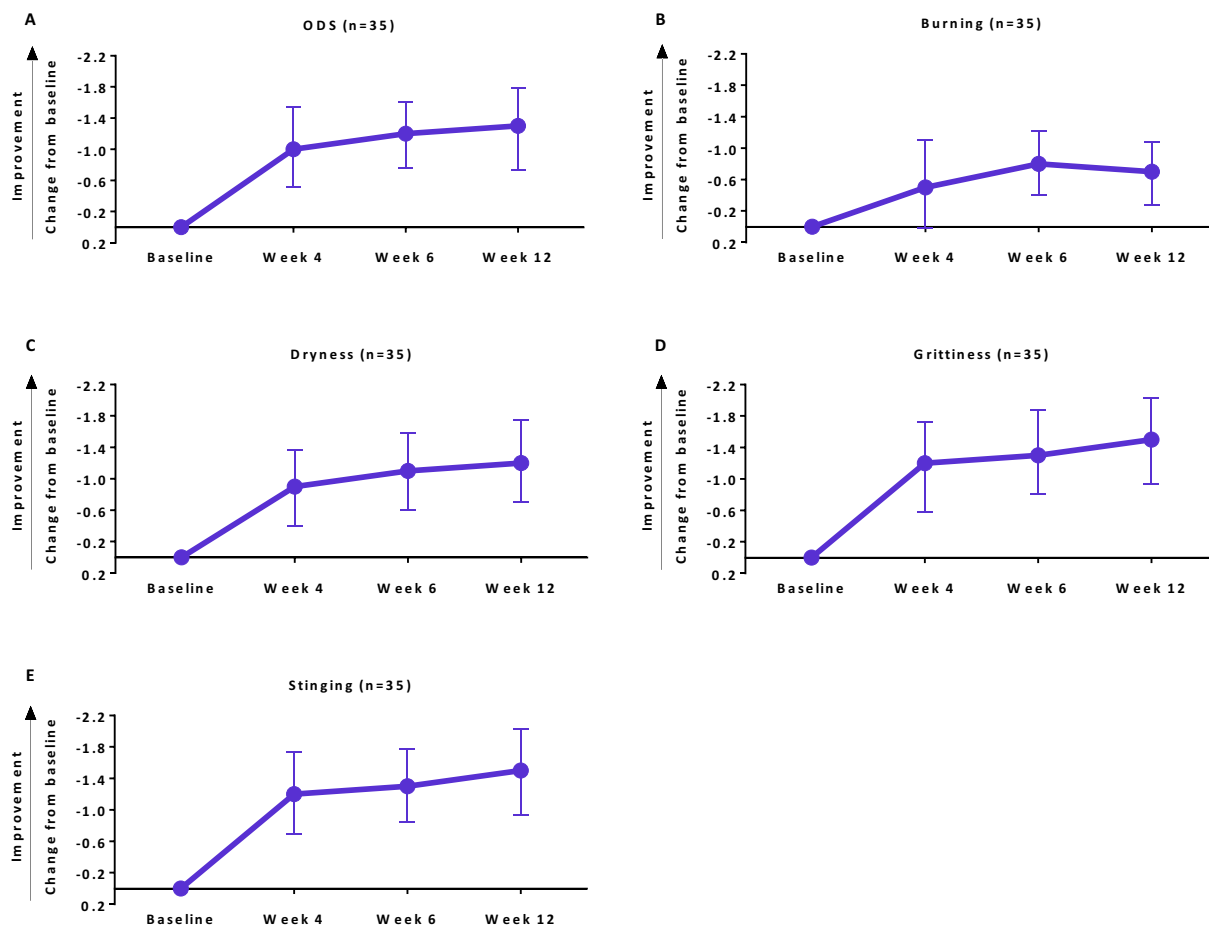 A
ODS (n=35)
Improvement
Change from baseline
-2.2
-1.8
-1.4
-1.0
-0.6
-0.2
0.2
Baseline
Week 4
Week 6
Week 12
B
Burning (n=35)
Improvement
Change from baseline
-2.2
-1.8
-1.4
-1.0
-0.6
-0.2
0.2
Baseline
Week 4
Week 6
Week 12
C
Dryness (n=35)
Improvement
Change from baseline
-2.2
-1.8
-1.4
-1.0
-0.6
-0.2
0.2
Baseline
Week 4
Week 6
Week 12
D
Grittiness (n=35)
Improvement
Change from baseline
-2.2
-1.8
-1.4
-1.0
-0.6
-0.2
0.2
Baseline
Week 4
Week 6
Week 12
E
Stinging (n=35)
Improvement
Change from baseline
-2.2
-1.8
-1.4
-1.0
-0.6
-0.2
0.2
Baseline
Week 4
Week 6
Week 12